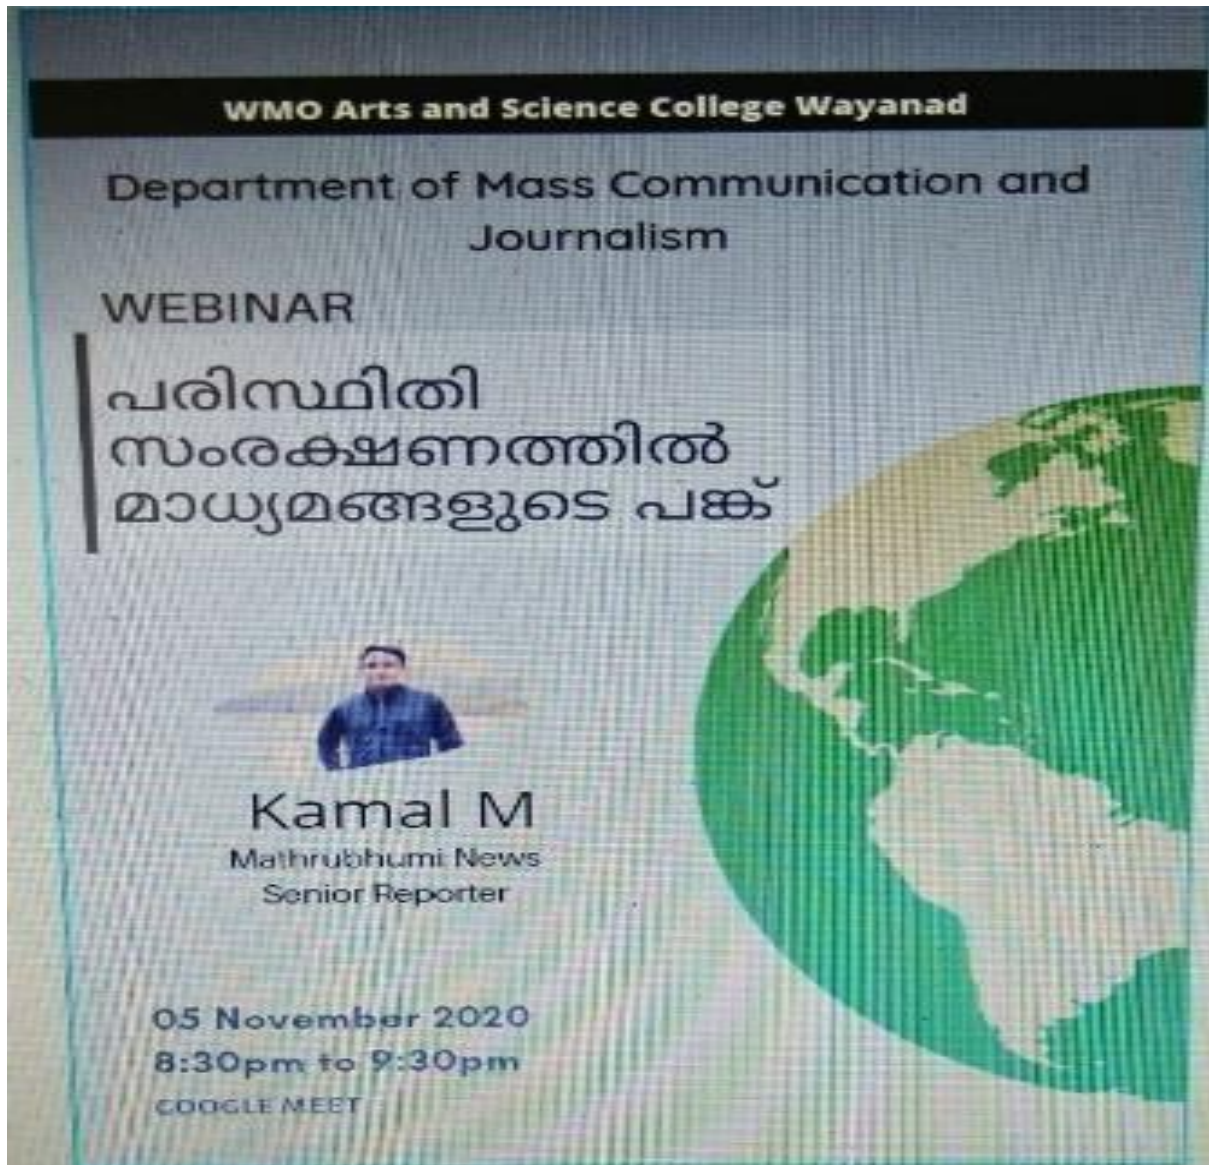 WMO Arts and Science College Wayanad
Department of Mass Communication and
Journalism
WEBINAR
പരിസ്ഥിതി
സംരക്ഷണത്തിൽ
മാധ്യമങ്ങളുടെ പങ്ക്
Kamal M
Mathrubhumi News
Senior Reporter
05 November 2020
8:30pm to 9:30pm
GOOGLE MEET